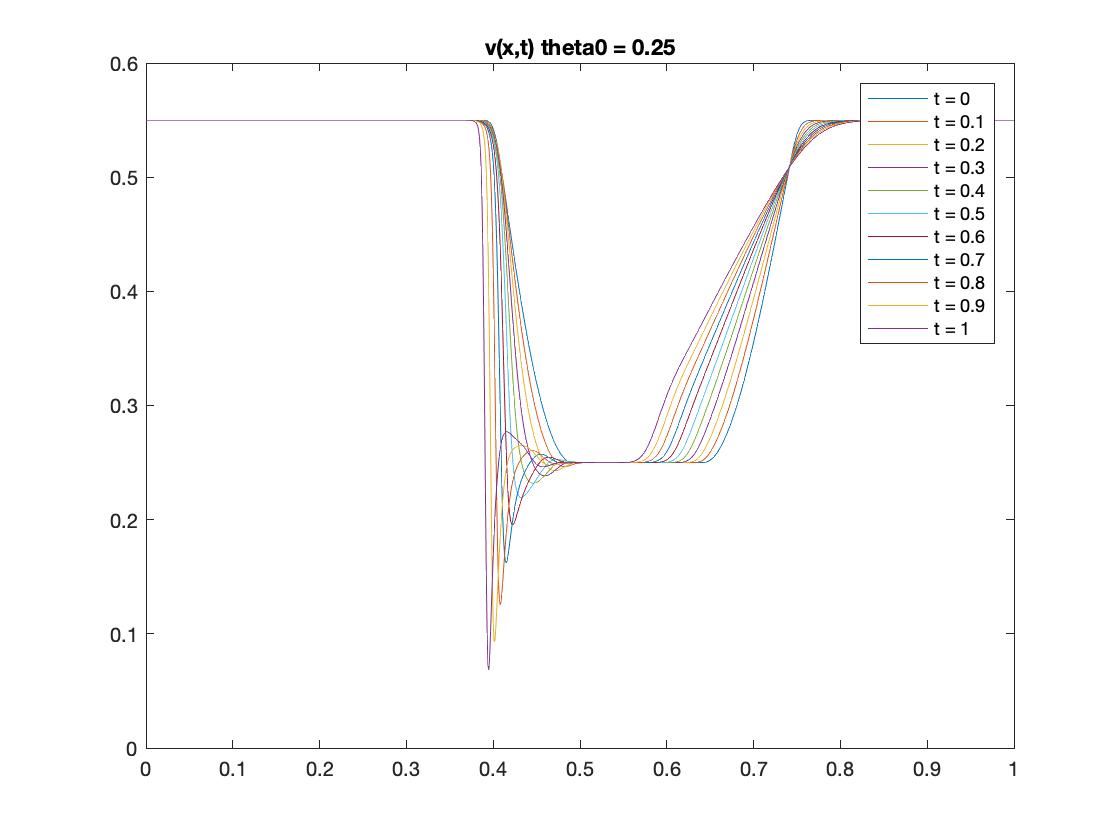 v(x,t) theta0 = 0.25
0.6
0.5
0.4
0.3
0.2
0.1
0
t = 0
t = 0.1
t = 0.2
t = 0.3
t = 0.4
t = 0.5
t = 0.6
t = 0.7
t = 0.8
t = 0.9
t = 1
0 0.1 0.2 0.3 0.4 0.5 0.6 0.7 0.8 0.9 1